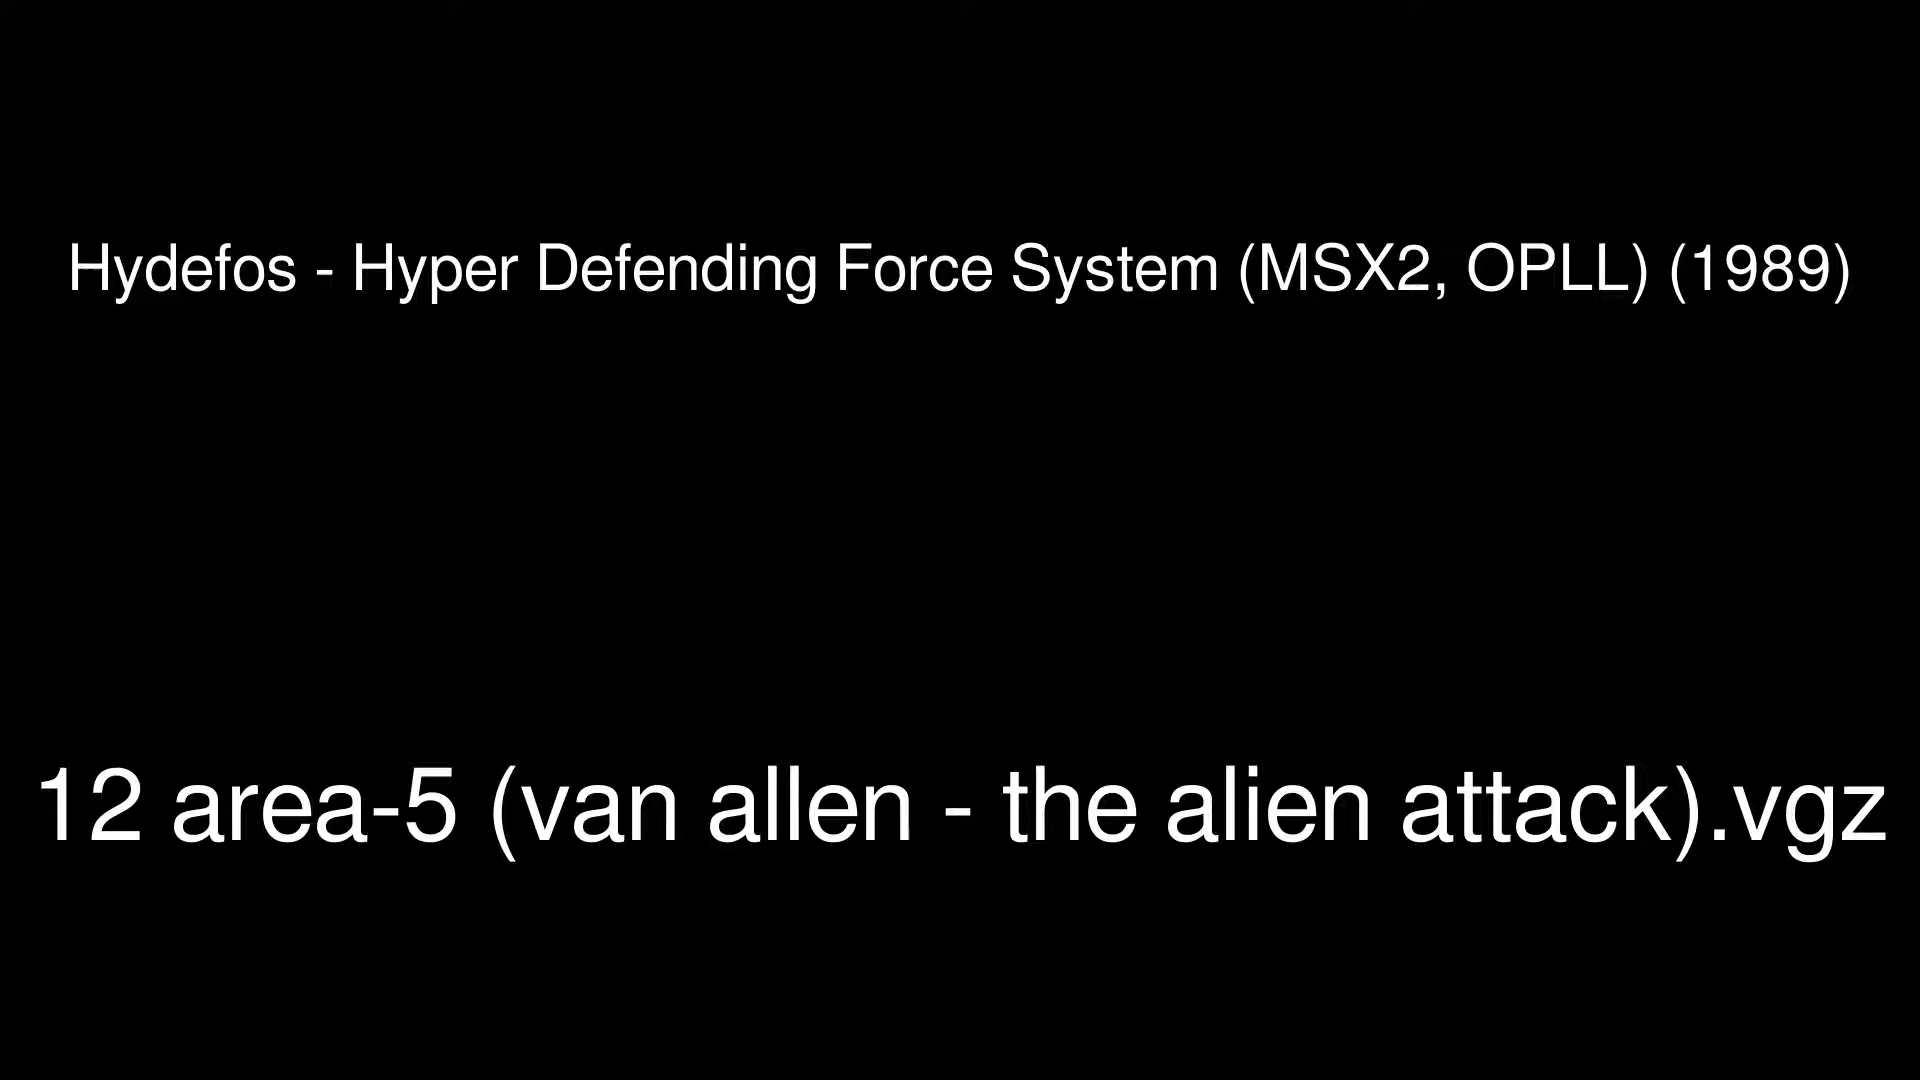 Hydefos - Hyper Defending Force System (MSX2, OPLL) (1989)
12 area-5 (van allen - the alien attack).vgz